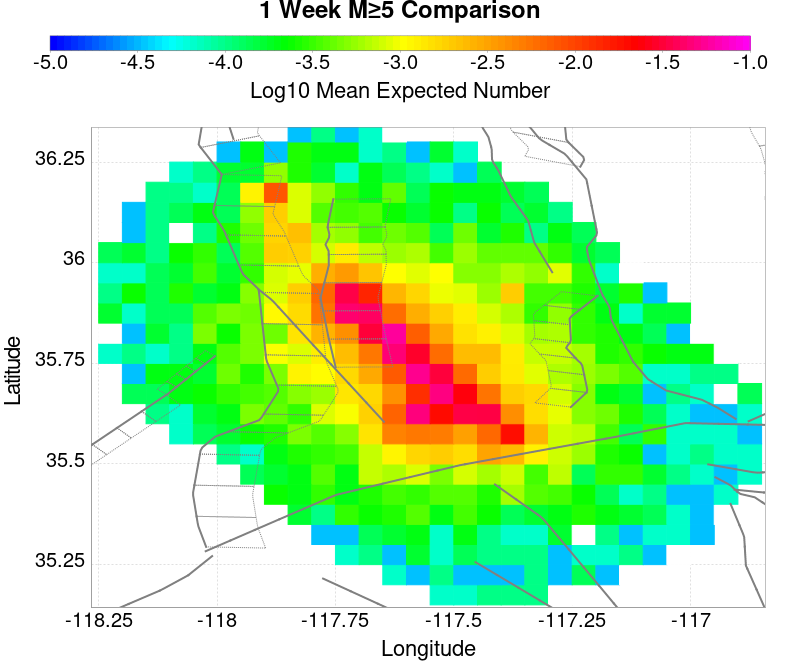 1 Week M≥5 Comparison
-5.0 -4.5 -4.0 -3.5 -3.0 -2.5 -2.0 -1.5 -1.0
Log10 Mean Expected Number
36.25
36
35.75
35.5
35.25
Latitude
-118.25 -118 -117.75 -117.5 -117.25 -117
Longitude